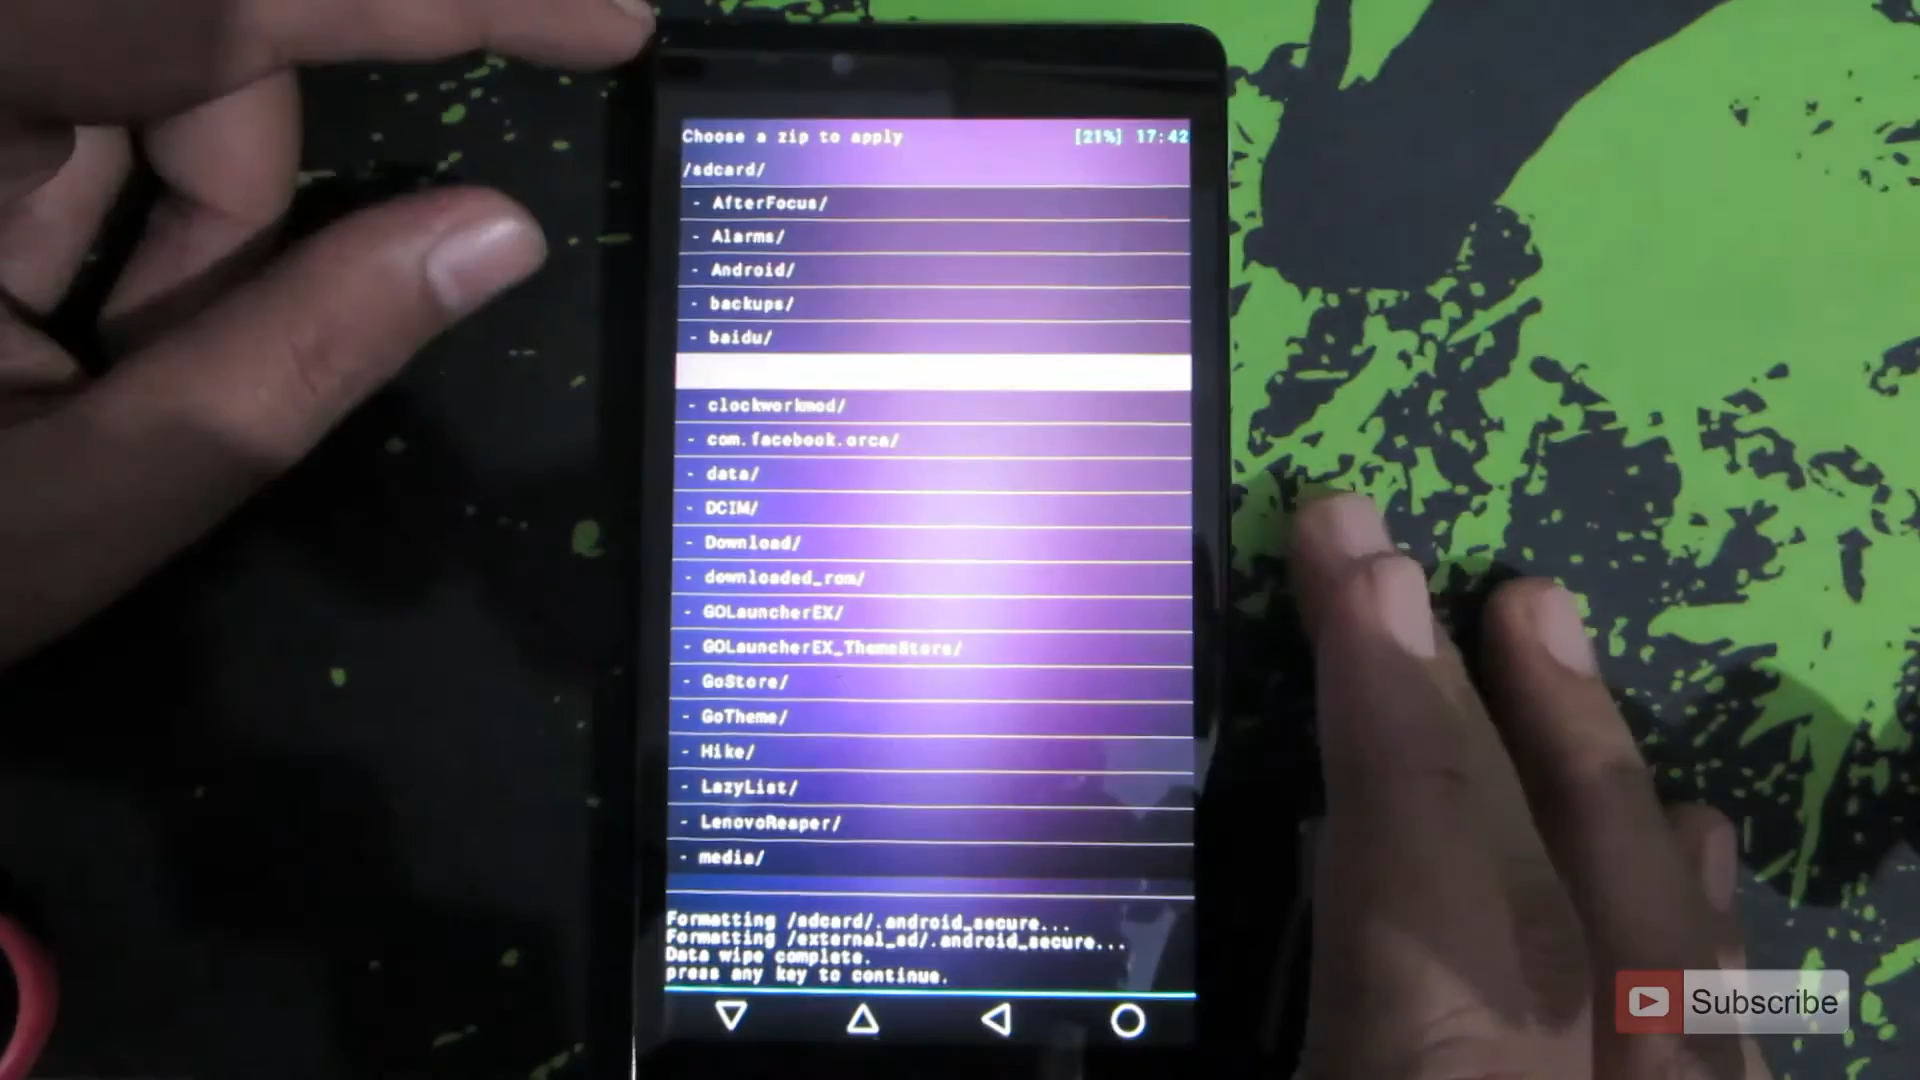 Choose a zip to apply [21%] 17:42
/sdcard/
- AfterFocus/
- Alarms/
- Android/
- backups/
- baidu/
- clockworkmod/
- com.facebook.orca/
- data/
- DCIM/
- Download/
- downloaded_rom/
- GOLauncherEX/
- GOLauncherEX_ThemeStore/
- GoStore/
- GoTheme/
- Hike/
- LazyList/
- LenovoReaper/
- media/
Formatting /sdcard/.android_secure...
Formatting /external_sd/.android_secure...
Data wipe complete.
press any key to continue.
Subscribe